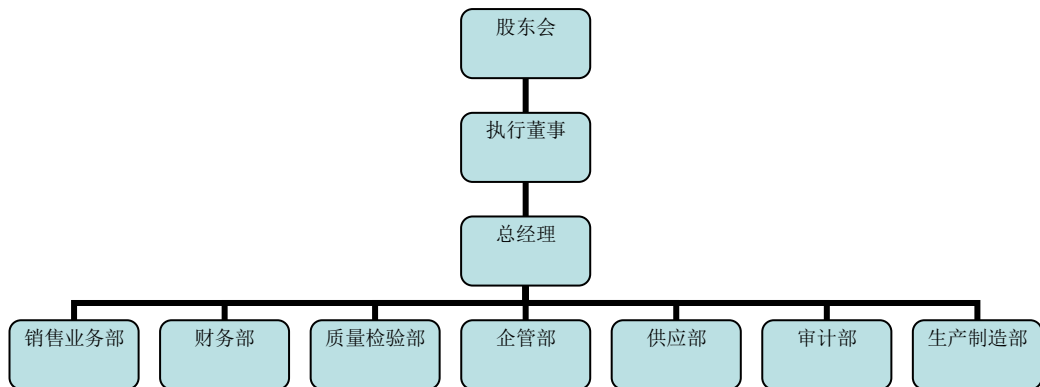 股东会
执行董事
总经理
销售业务部
财务部
质量检验部
企管部
供应部
审计部
生产制造部